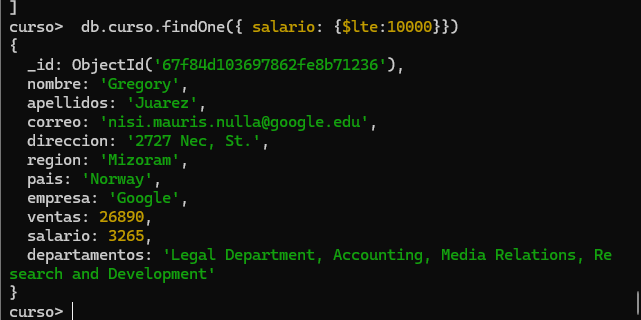 ]
curso>  db.curso.findOne({ salario: {$lte:10000}})
{
  _id: ObjectId('67f84d103697862fe8b71236'),
  nombre: 'Gregory',
  apellidos: 'Juarez',
  correo: 'nisi.mauris.nulla@google.edu',
  direccion: '2727 Nec, St.',
  region: 'Mizoram',
  pais: 'Norway',
  empresa: 'Google',
  ventas: 26890,
  salario: 3265,
  departamentos: 'Legal Department, Accounting, Media Relations, Re
search and Development'
}
curso>